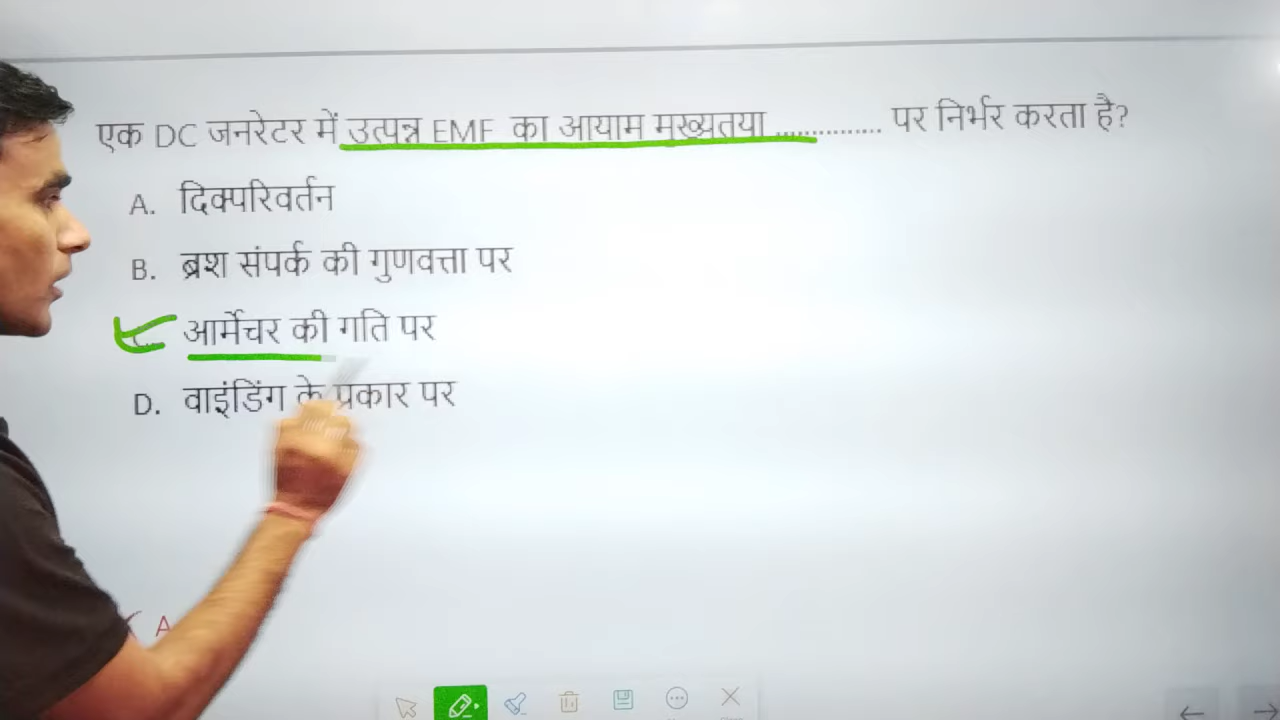 एक DC जनरेटर में उत्पन्न EMF का आयाम मुख्यतया ............... पर निर्भर करता है?
A. दिक्परिवर्तन
B. ब्रश संपर्क की गुणवत्ता पर
आर्मेचर की गति पर
D. वाइंडिंग के प्रकार पर
A